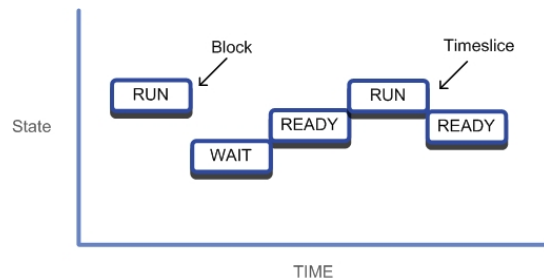 Block
Timeslice
RUN
RUN
State
READY
READY
WAIT
TIME